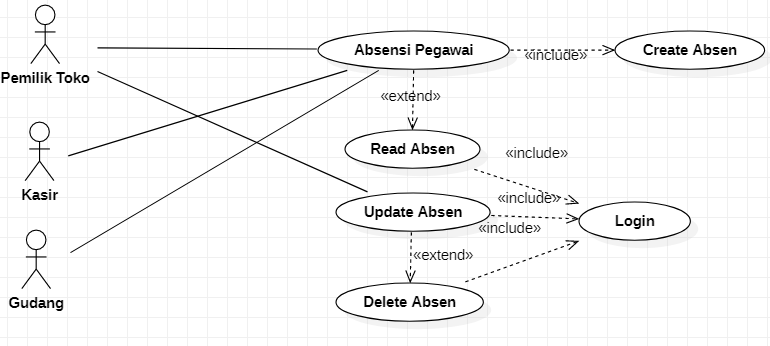 Pemilik Toko
Absensi Pegawai
«include»
Create Absen
«extend»
Kasir
Read Absen
«include»
«include»
Update Absen
«include»
Login
«extend»
Gudang
Delete Absen